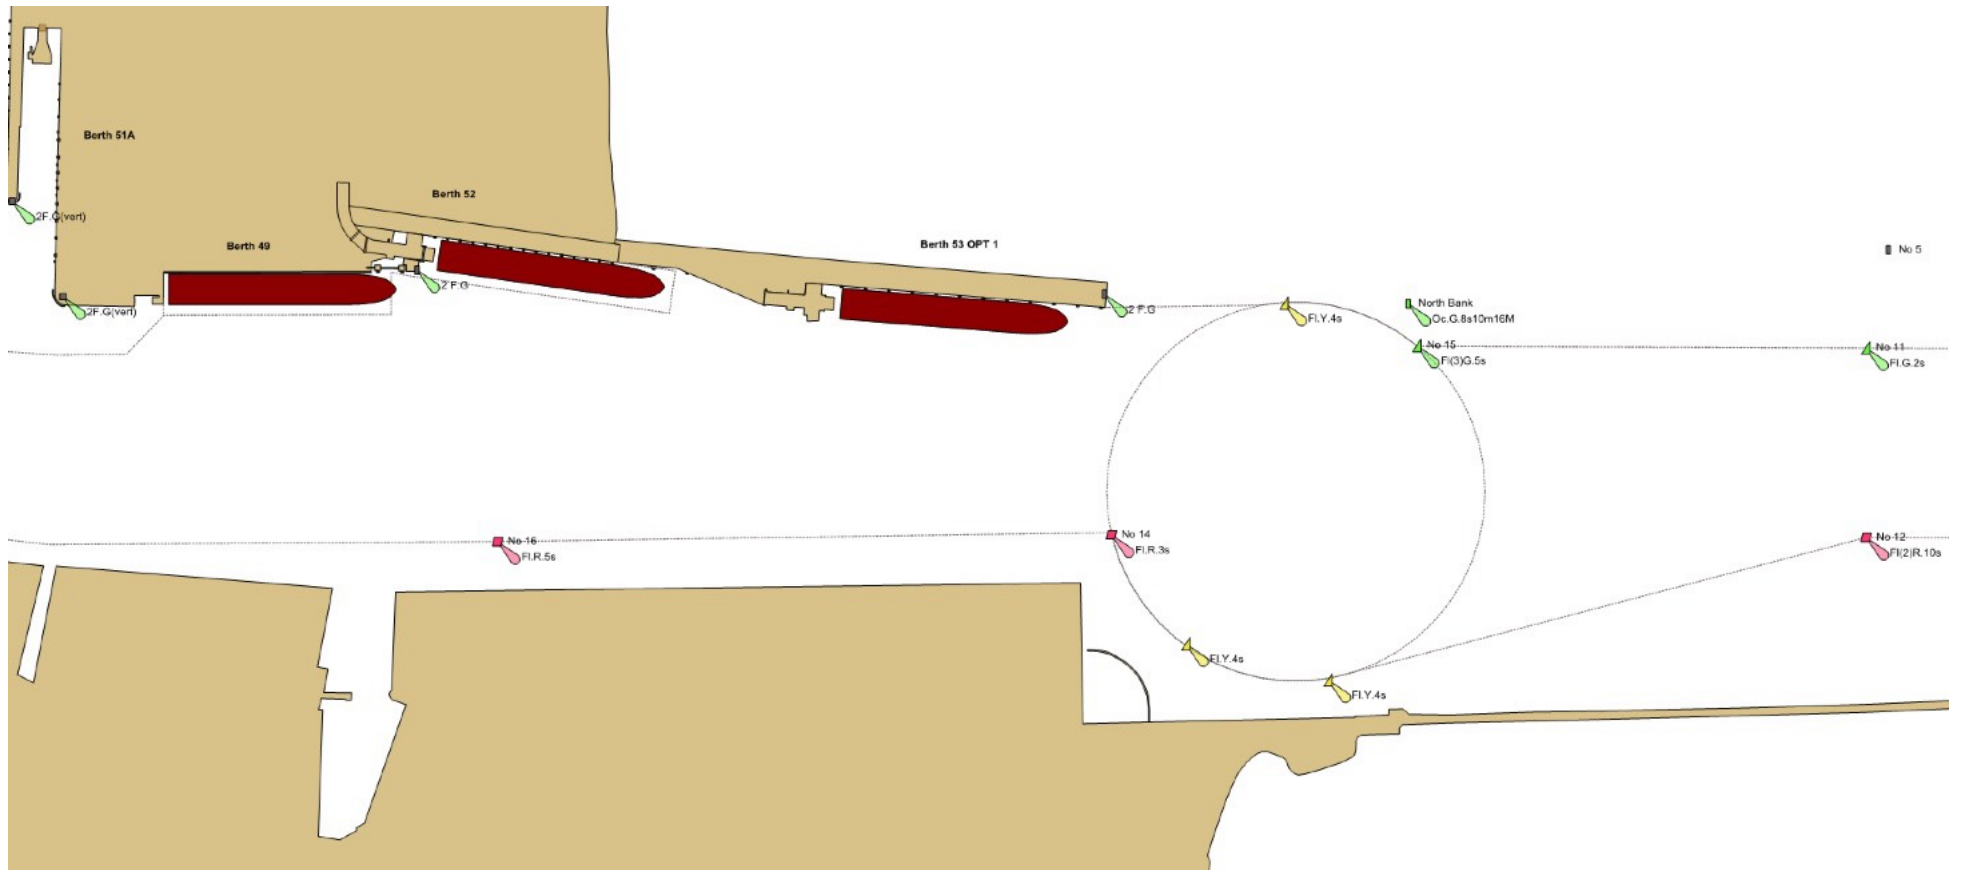 Berth 51A
Berth 52
2F.G(vert)
Berth 49
Berth 53 OPT 1
No 5
2 F.G
2F.G(vert)
2 F.G
Fl.Y.4s
North Bank
Oc.G.8s10m16M
No 15
Fl(3)G.5s
No 11
Fl.G.2s
No 16
Fl.R.5s
No 14
Fl.R.3s
No 12
Fl(2)R.10s
Fl.Y.4s
Fl.Y.4s